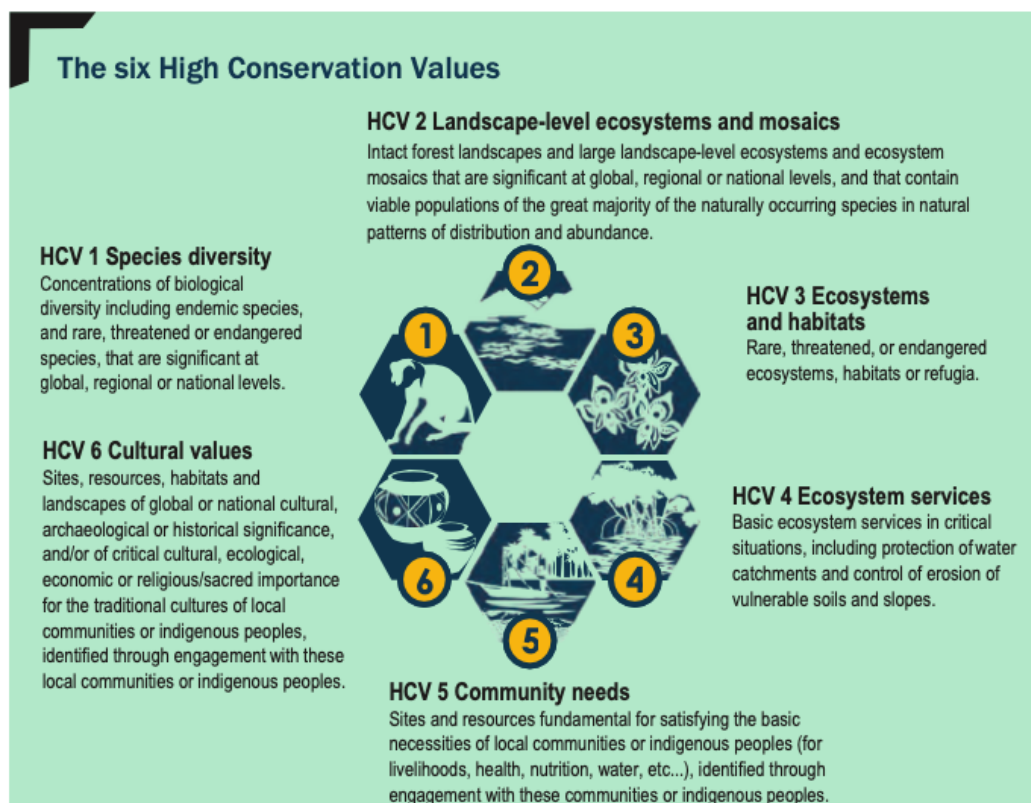 The six High Conservation Values
HCV 2 Landscape-level ecosystems and mosaics
Intact forest landscapes and large landscape-level ecosystems and ecosystem
mosaics that are significant at global, regional or national levels, and that contain
viable populations of the great majority of the naturally occurring species in natural
patterns of distribution and abundance.
HCV 1 Species diversity
Concentrations of biological
diversity including endemic species,
and rare, threatened or endangered
species, that are significant at
global, regional or national levels.
2
1
3
HCV 3 Ecosystems
and habitats
Rare, threatened, or endangered
ecosystems, habitats or refugia.
HCV 6 Cultural values
Sites, resources, habitats and
landscapes of global or national cultural,
archaeological or historical significance,
and/or of critical cultural, ecological,
economic or religious/sacred importance
for the traditional cultures of local
communities or indigenous peoples,
identified through engagement with these
local communities or indigenous peoples.
6
5
4
HCV 4 Ecosystem services
Basic ecosystem services in critical
situations, including protection of water
catchments and control of erosion of
vulnerable soils and slopes.
HCV 5 Community needs
Sites and resources fundamental for satisfying the basic
necessities of local communities or indigenous peoples (for
livelihoods, health, nutrition, water, etc...), identified through
engagement with these communities or indigenous peoples.